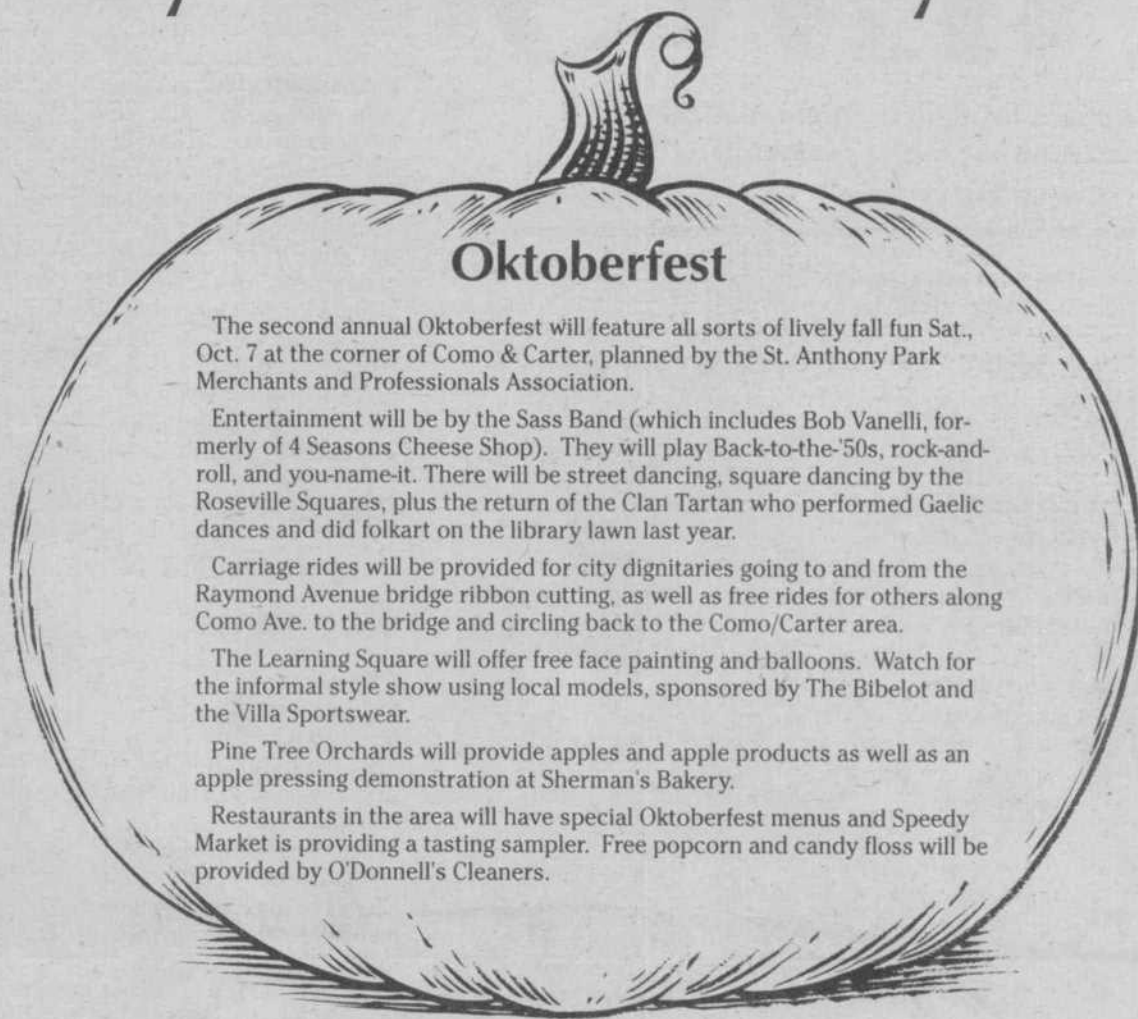 Oktoberfest
The second annual Oktoberfest will feature all sorts of lively fall fun Sat.,
Oct. 7 at the corner of Como & Carter, planned by the St. Anthony Park
Merchants and Professionals Association.
Entertainment will be by the Sass Band (which includes Bob Vanelli, for-
merly of 4 Seasons Cheese Shop). They will play Back-to-the-'50s, rock-and-
roll, and you-name-it. There will be street dancing, square dancing by the
Roseville Squares, plus the return of the Clan Tartan who performed Gaelic
dances and did folkart on the library lawn last year.
Carriage rides will be provided for city dignitaries going to and from the
Raymond Avenue bridge ribbon cutting, as well as free rides for others along
Como Ave. to the bridge and circling back to the Como/Carter area.
The Learning Square will offer free face painting and balloons. Watch for
the informal style show using local models, sponsored by The Bibelot and
the Villa Sportswear.
Pine Tree Orchards will provide apples and apple products as well as an
apple pressing demonstration at Sherman's Bakery.
Restaurants in the area will have special Oktoberfest menus and Speedy
Market is providing a tasting sampler. Free popcorn and candy floss will be
provided by O'Donnell's Cleaners.